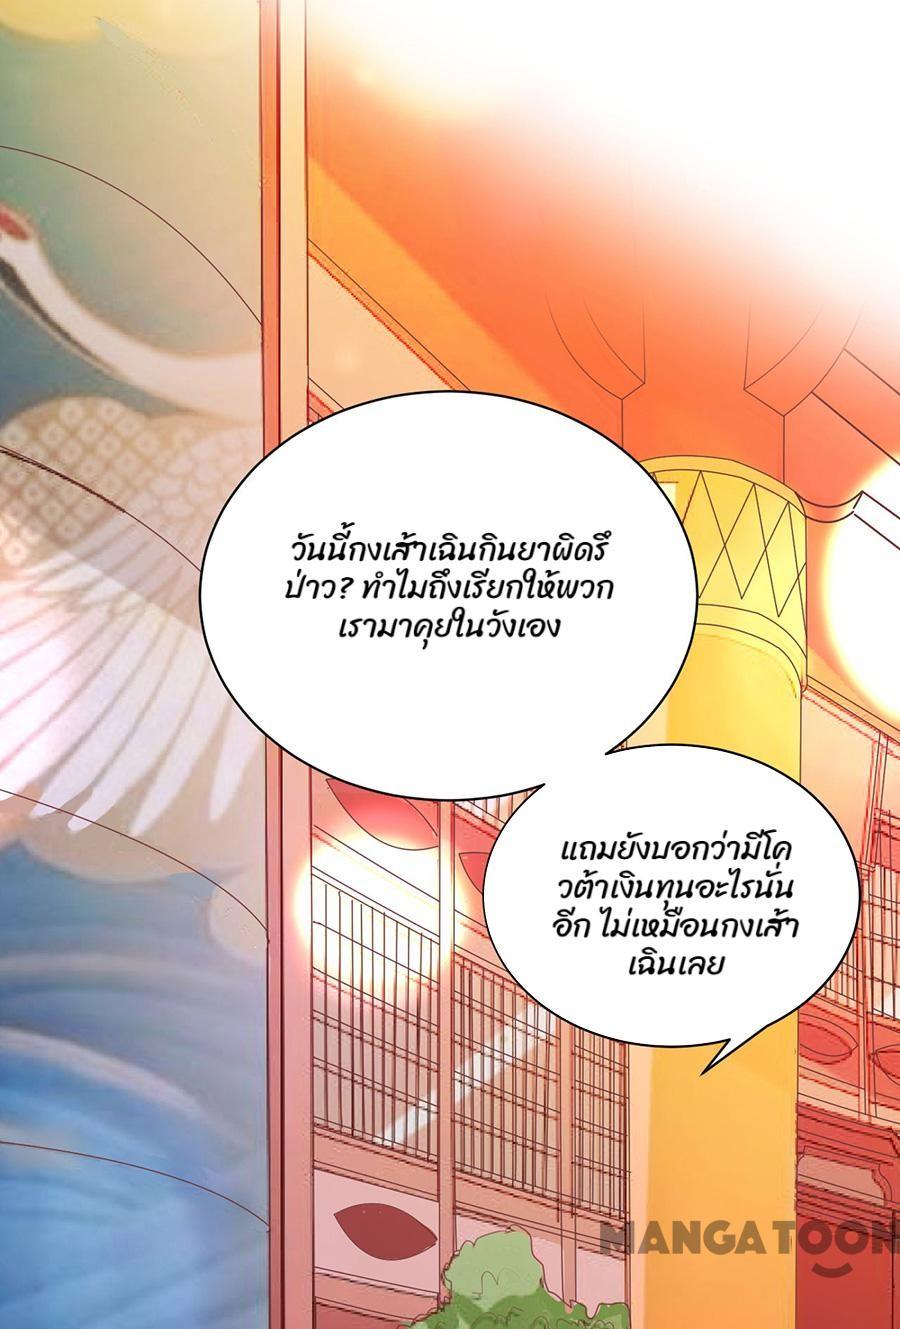 วันนี้กงเส้าเฉินกินยาผิดรึ
ป่าว? ทำไมถึงเรียกให้พวก
เรามาคุยในวังเอง
แถมยังบอกว่ามีโค
วต้าเงินทุนอะไรนั่น
อีก ไม่เหมือนกงเส้า
เฉินเลย
MANGATOON